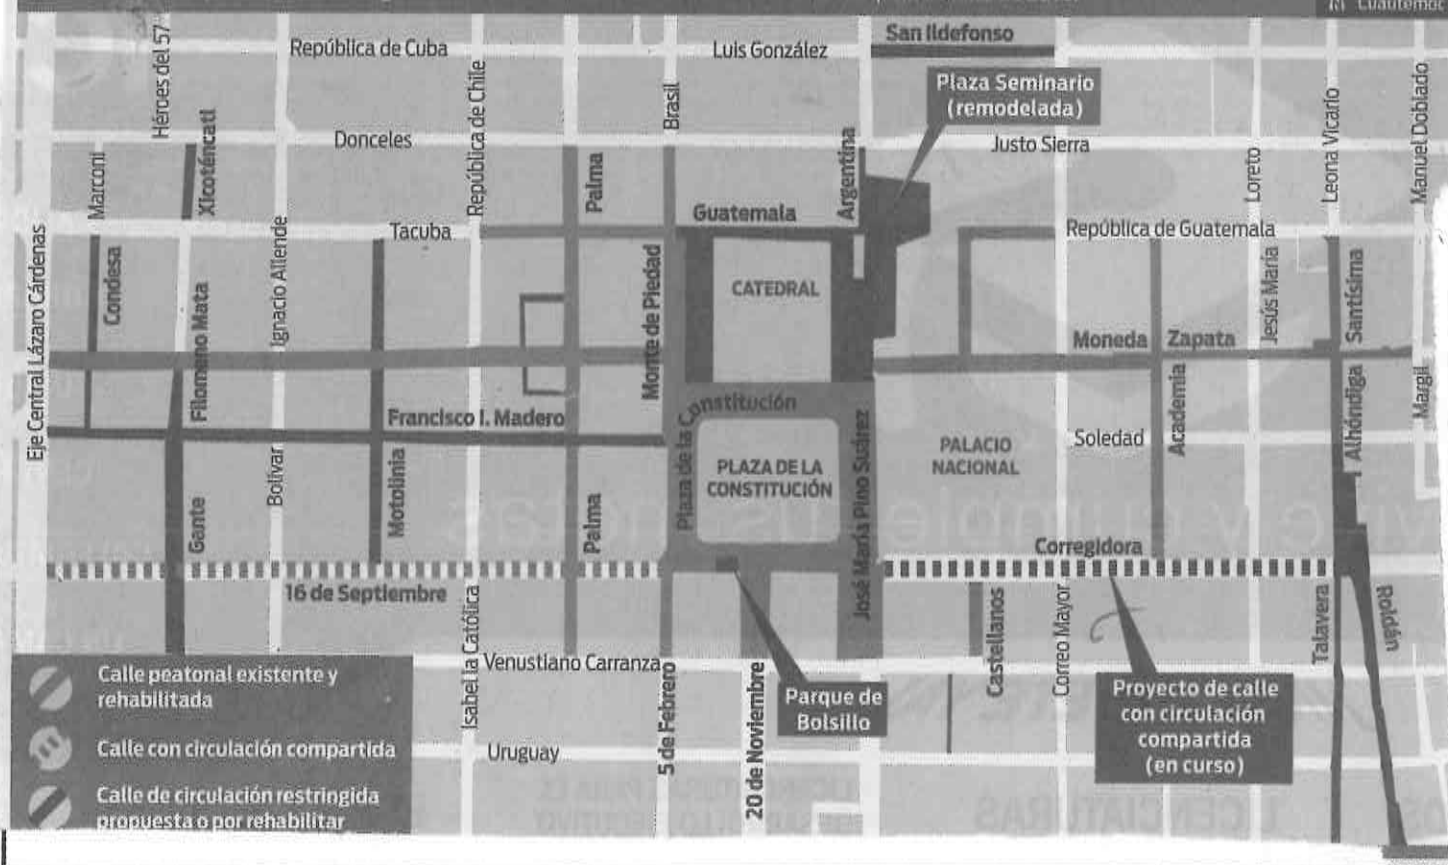 Cuautémoc
San Ildefonso
República de Cuba
Luis González
Héroes del 57
República de Chile
Brasil
Plaza Seminario
(remodelada)
Leona Vicario
Manuel Doblado
Donceles
Justo Sierra
Xicoténcatl
Marconi
Palma
Argentina
Loreto
Guatemala
Tacuba
República de Guatemala
Eje Central Lázaro Cárdenas
Condesa
Ignacio Allende
Filomeno Mata
Monte de Piedad
CATEDRAL
Jesús María
Santísima
Moneda
Zapata
Constitución
Plaza de la
Francisco I. Madero
José María Pino Suárez
PALACIO
NACIONAL
Soledad
Academia
Alhóndiga
Margil
PLAZA DE LA
CONSTITUCIÓN
Bolívar
Motolinia
Gante
Palma
Corregidora
16 de Septiembre
Isabel la Católica
Castellanos
Correo Mayor
Talavera
Roldán
Venustiano Carranza
5 de Febrero
20 de Noviembre
Parque de
Bolsillo
Proyecto de calle
con circulación
compartida
(en curso)
Uruguay
Calle peatonal existente y
rehabilitada
Calle con circulación compartida
Calle de circulación restringida
propuesta o por rehabilitar
LICENCIATURAS